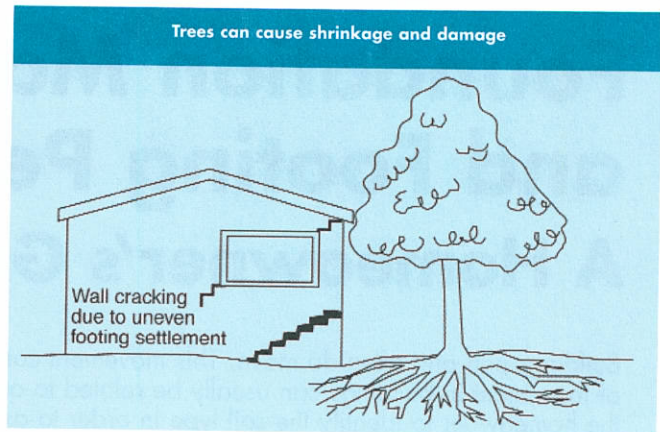 Trees can cause shrinkage and damage
Wall cracking
due to uneven
footing settlement